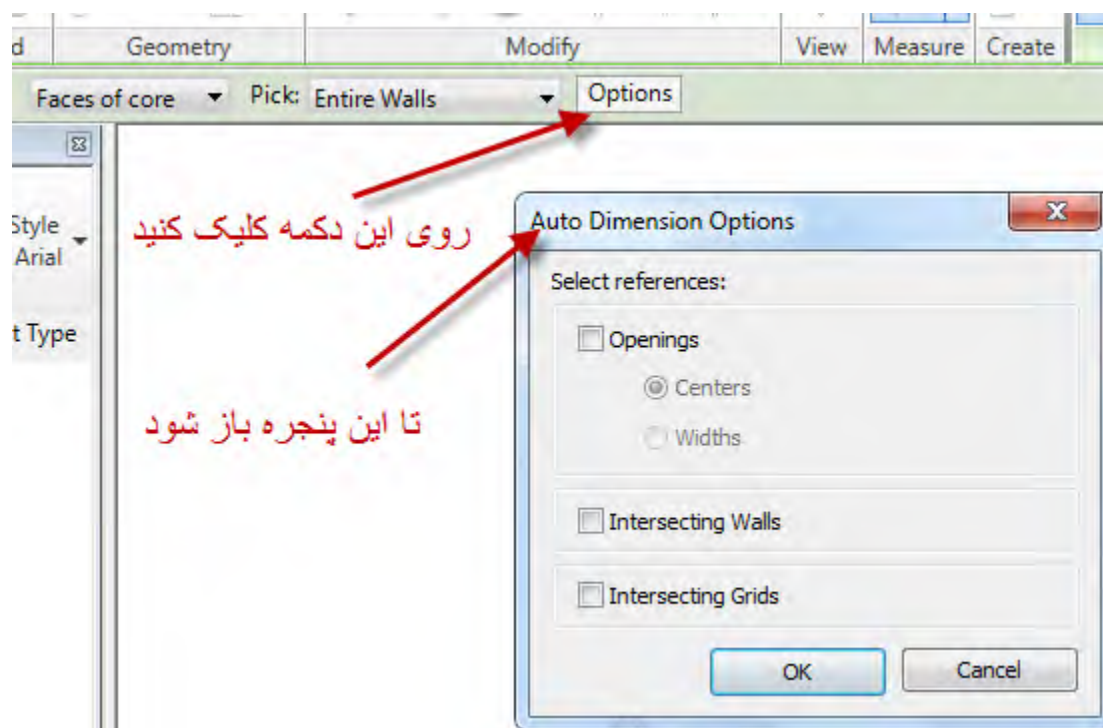 d Geometry Modify View Measure Create
Faces of core Pick: Entire Walls Options
Style
Arial
روی این دکمه کلیک کنید
t Type
تا این پنجره باز شود
Auto Dimension Options
Select references:
Openings
Centers
Widths
Intersecting Walls
Intersecting Grids
OK Cancel